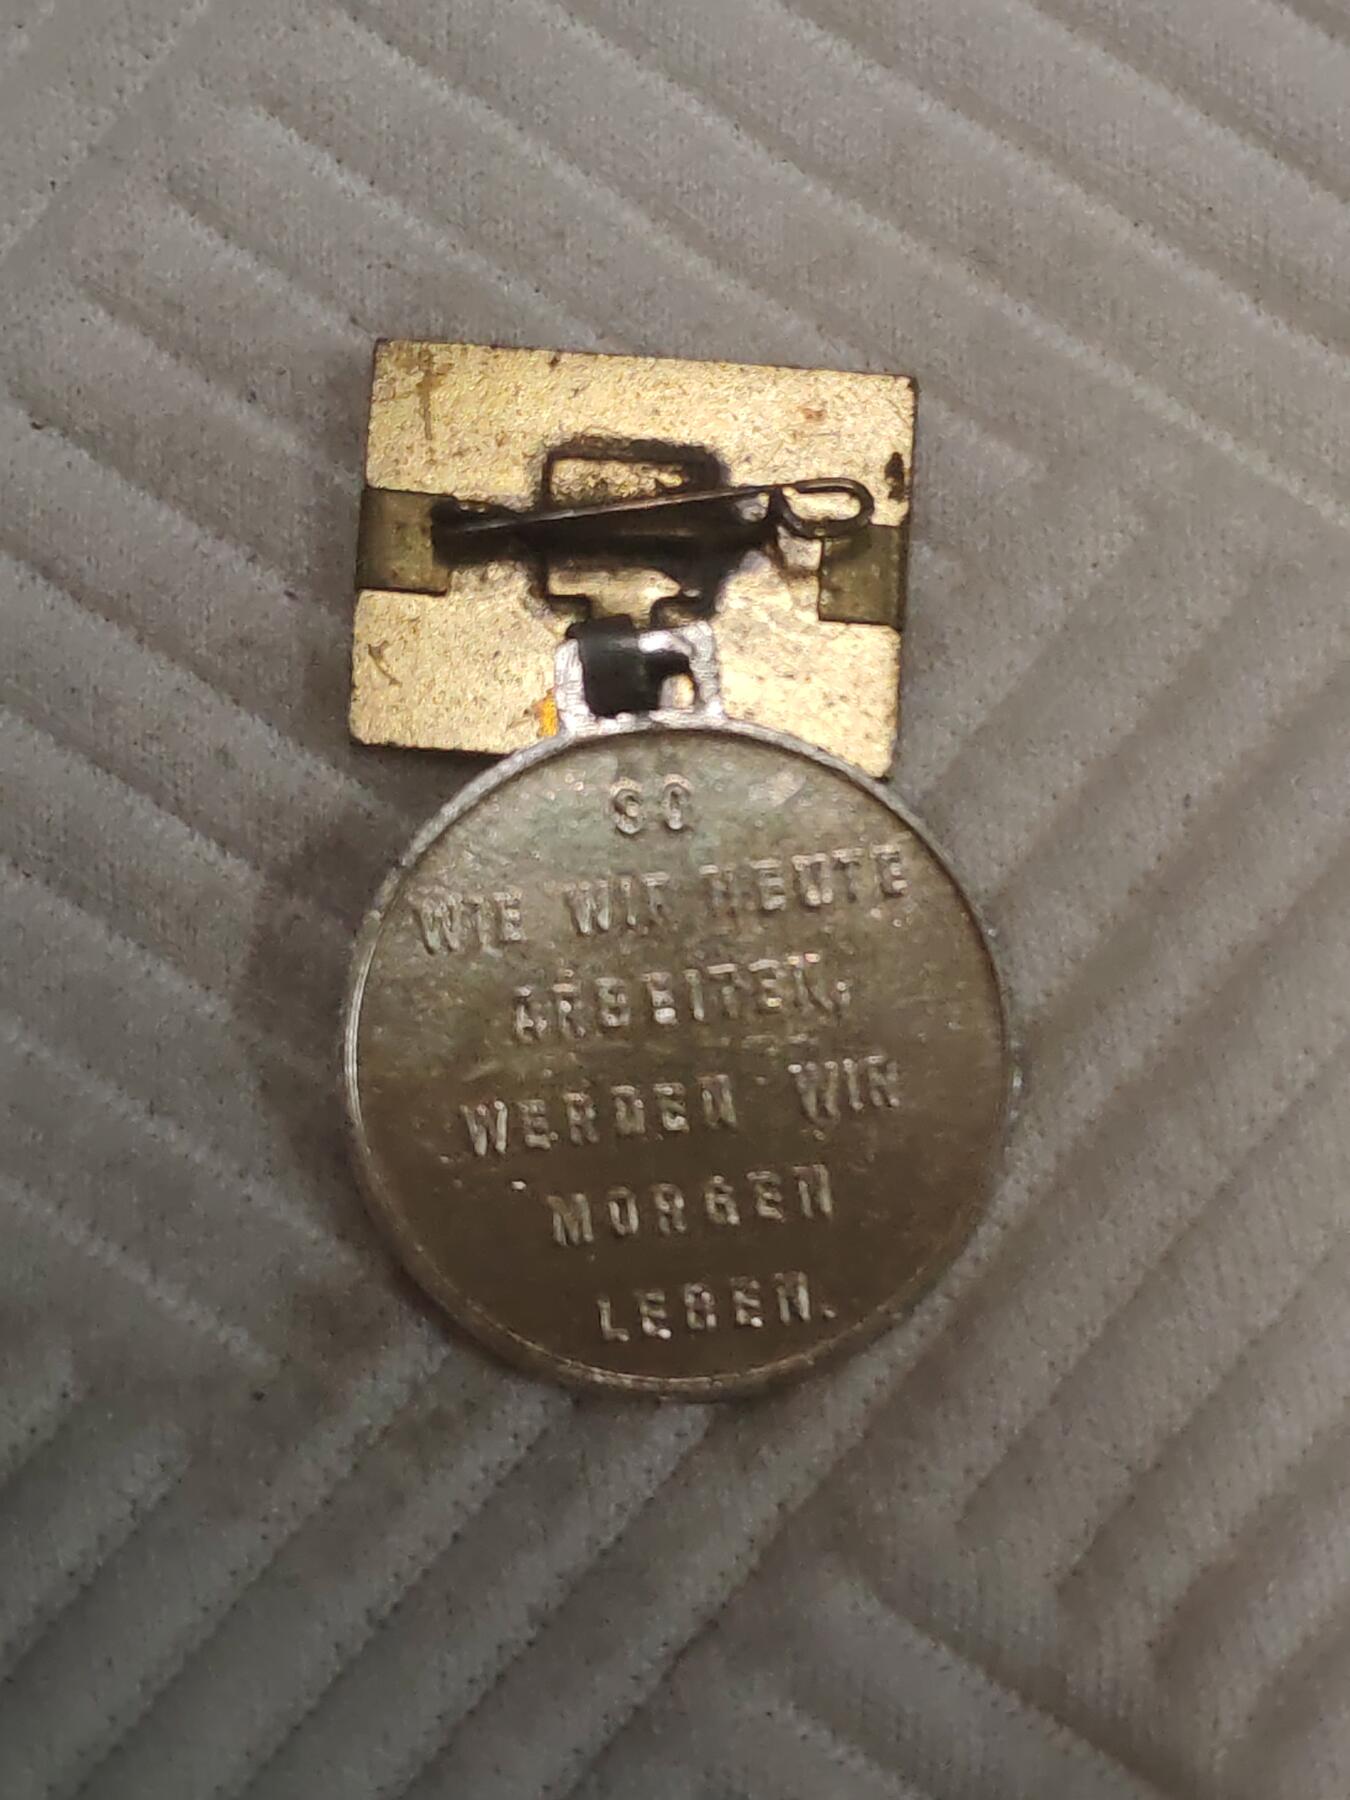 SO
WIE WIR HEUTE
ARBEITEN,
WERDEN WIR
MORGEN
LEBEN.